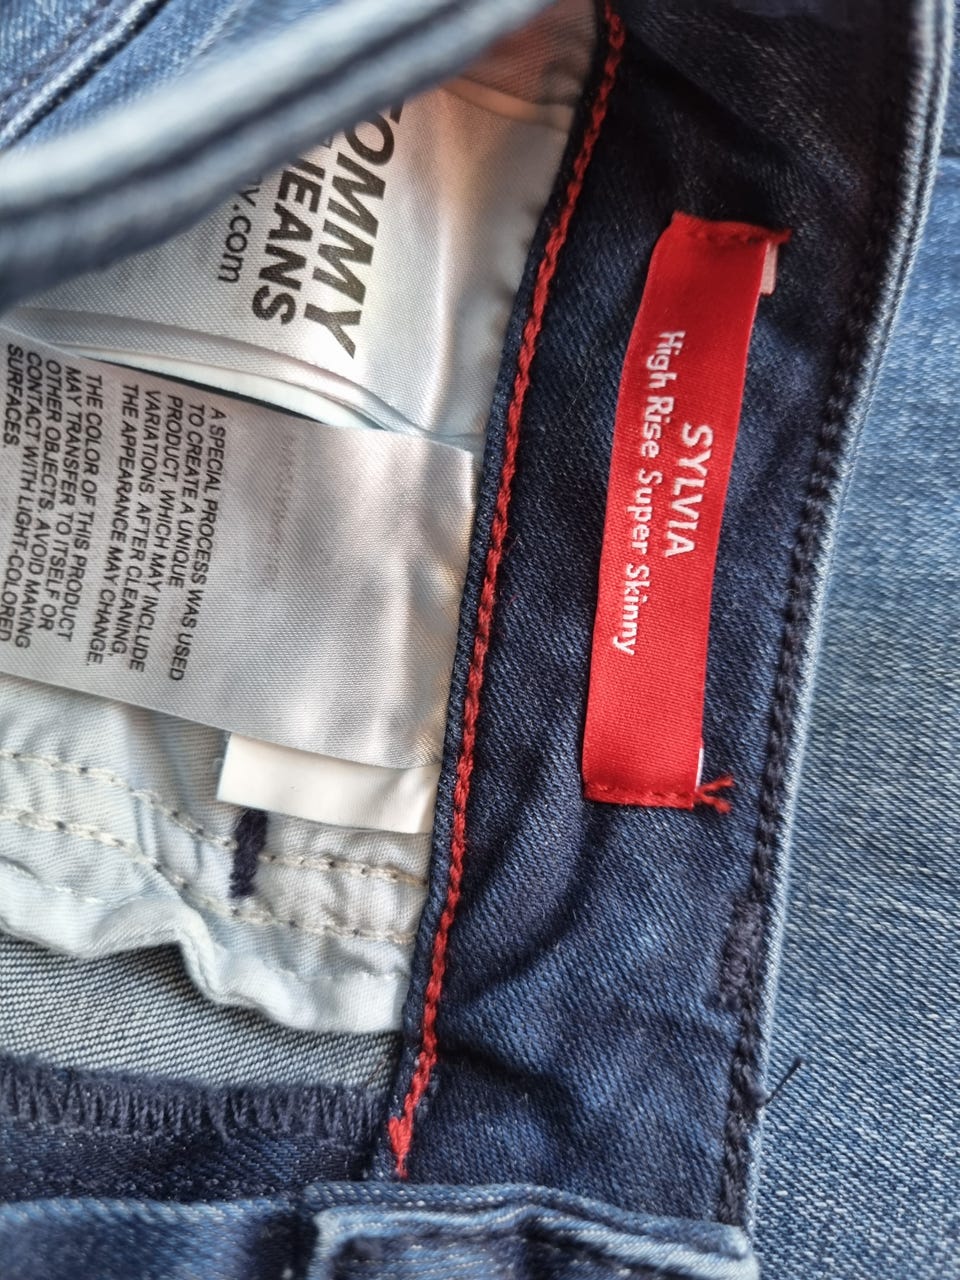 SYLVIA
High Rise Super Skinny
TOMMY
JEANS
.com
A SPECIAL PROCESS WAS USED
TO CREATE A UNIQUE
PRODUCT, WHICH MAY INCLUDE
VARIATIONS. AFTER CLEANING,
THE APPEARANCE MAY CHANGE.
THE COLOR OF THIS PRODUCT
MAY TRANSFER TO ITSELF OR
OTHER OBJECTS. AVOID MAKING
CONTACT WITH LIGHT-COLORED
SURFACES.